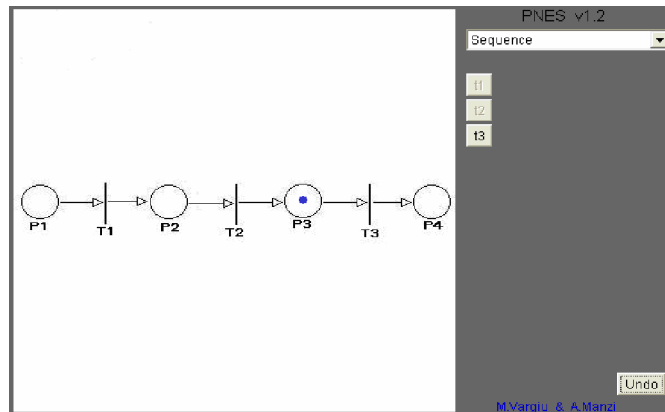 PNES v1.2
Sequence
t1
t2
t3
P1 T1 P2 T2 P3 T3 P4
Undo
M.Vargiu & A.Manzi